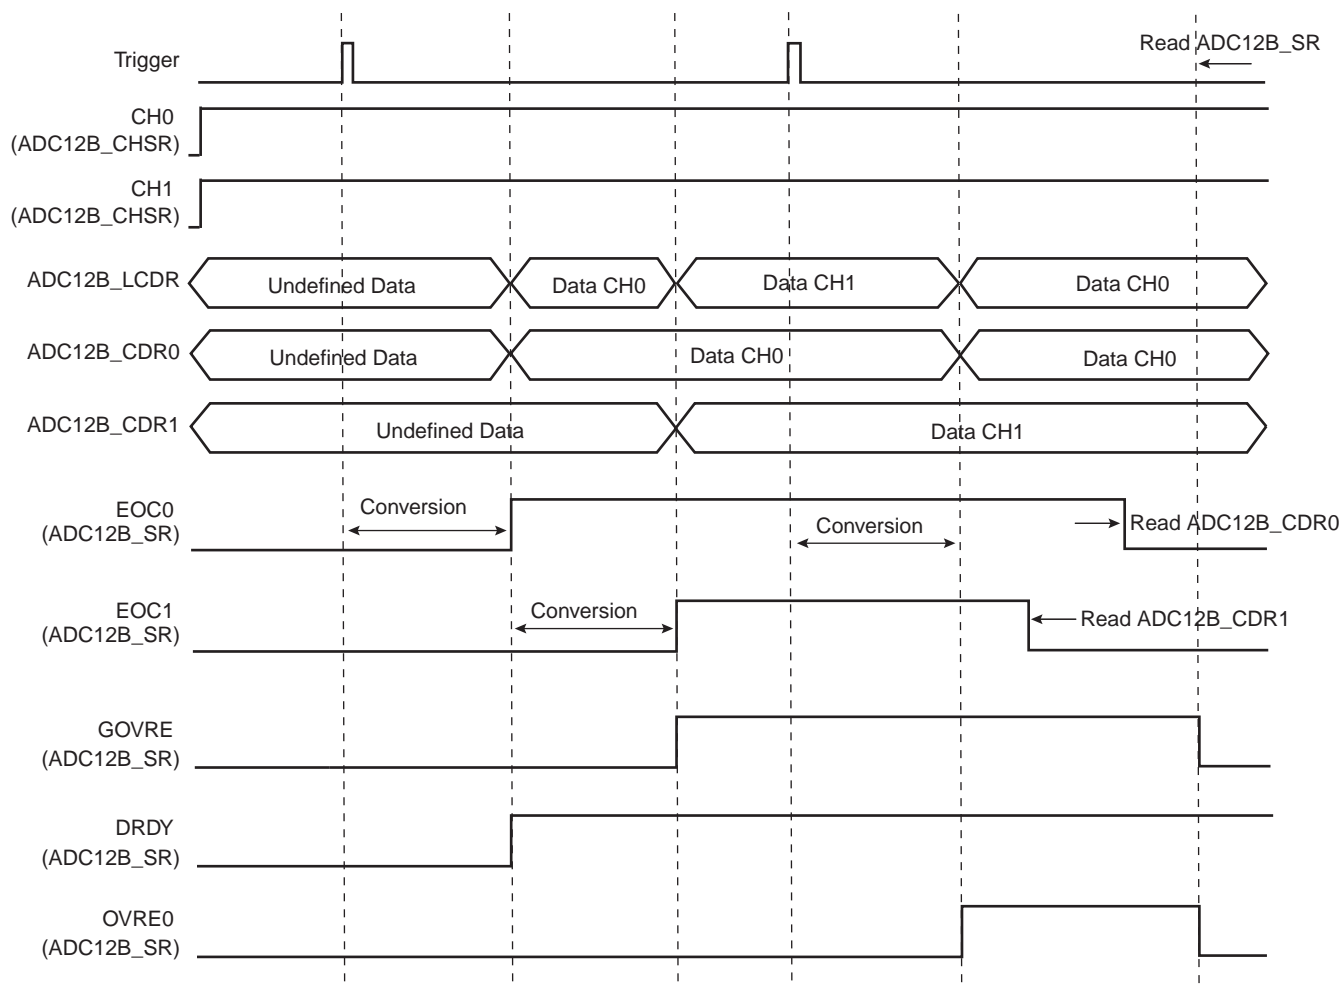 Trigger
Read ADC12B_SR
CH0
(ADC12B_CHSR)
CH1
(ADC12B_CHSR)
ADC12B_LCDR
Undefined Data
Data CH0
Data CH1
Data CH0
ADC12B_CDR0
Undefined Data
Data CH0
Data CH0
ADC12B_CDR1
Undefined Data
Data CH1
EOC0
(ADC12B_SR)
Conversion
Conversion
Read ADC12B_CDR0
EOC1
(ADC12B_SR)
Conversion
Read ADC12B_CDR1
GOVRE
(ADC12B_SR)
DRDY
(ADC12B_SR)
OVRE0
(ADC12B_SR)